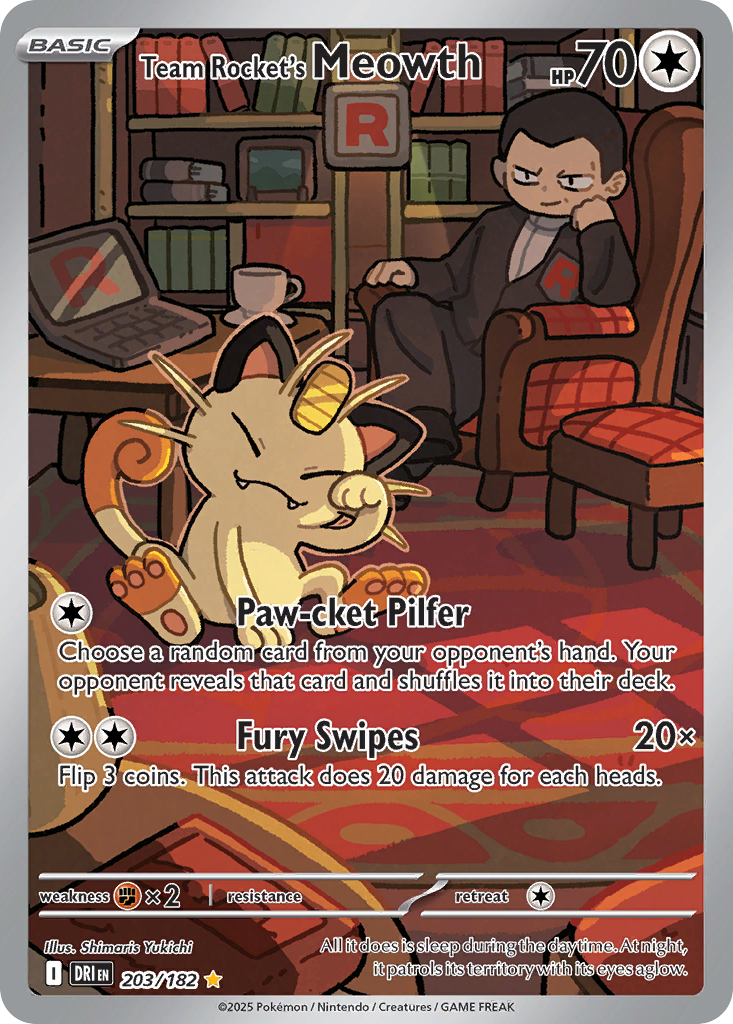 BASIC
Team Rocket's Meowth
HP70
R
R
R
Paw-cket Pilfer
Choose a random card from your opponent's hand. Your
opponent reveals that card and shuffles it into their deck.
Fury Swipes 20×
Flip 3 coins. This attack does 20 damage for each heads.
weakness ×2 resistance retreat
Illus. Shimaris Yukichi
All it does is sleep during the daytime. At night,
it patrols its territory with its eyes aglow.
I DRI EN 203/182
©2025 Pokémon / Nintendo / Creatures / GAME FREAK